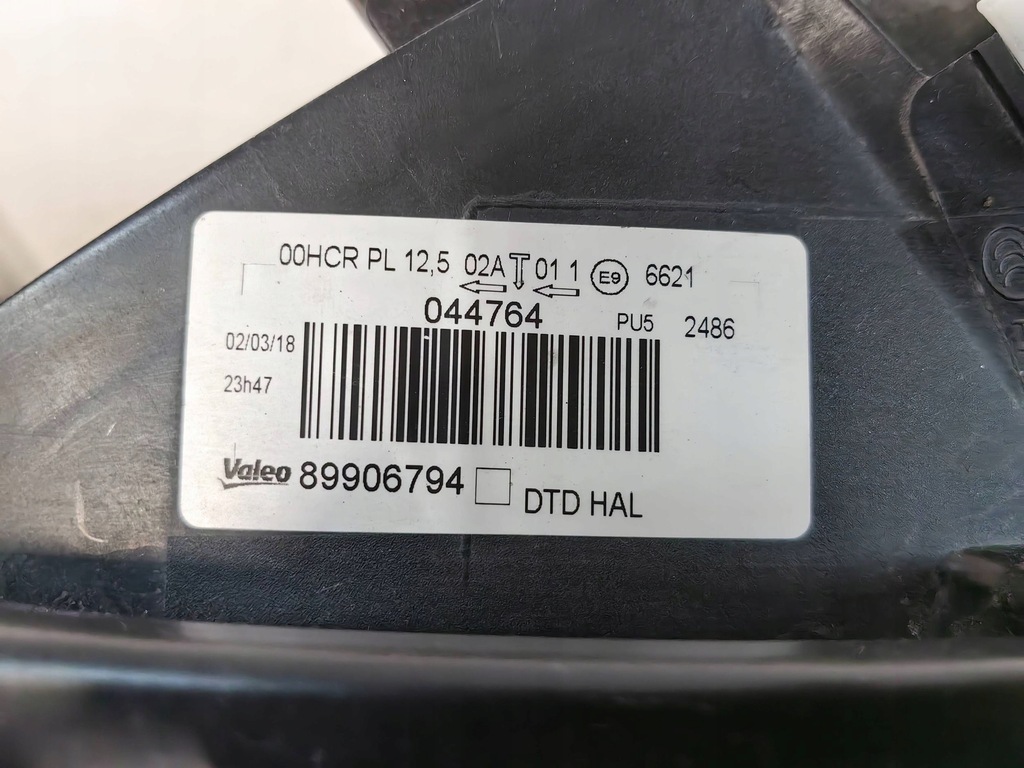 00HCR PL 12,5 02A 01 1 E9 6621
044764 PU5 2486
02/03/18
23h47
Valeo 89906794 DTD HAL